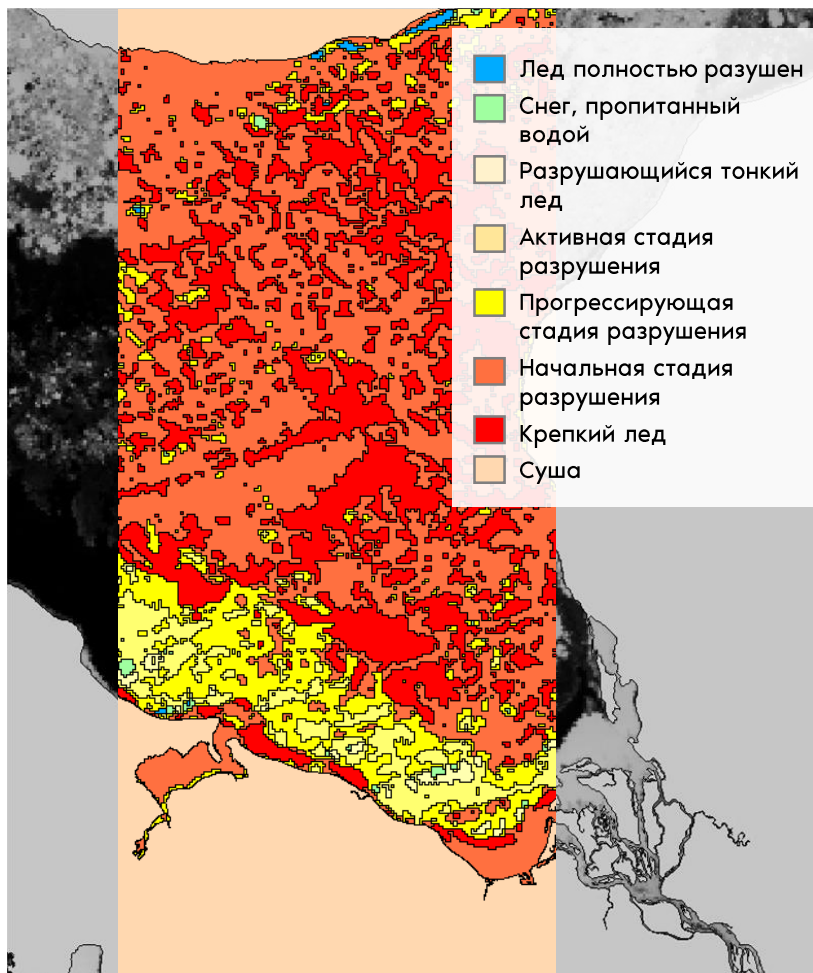 Лед полностью разушен
Снег, пропитанный
водой
Разрушающийся тонкий
лед
Активная стадия
разрушения
Прогрессирующая
стадия разрушения
Начальная стадия
разрушения
Крепкий лед
Суша